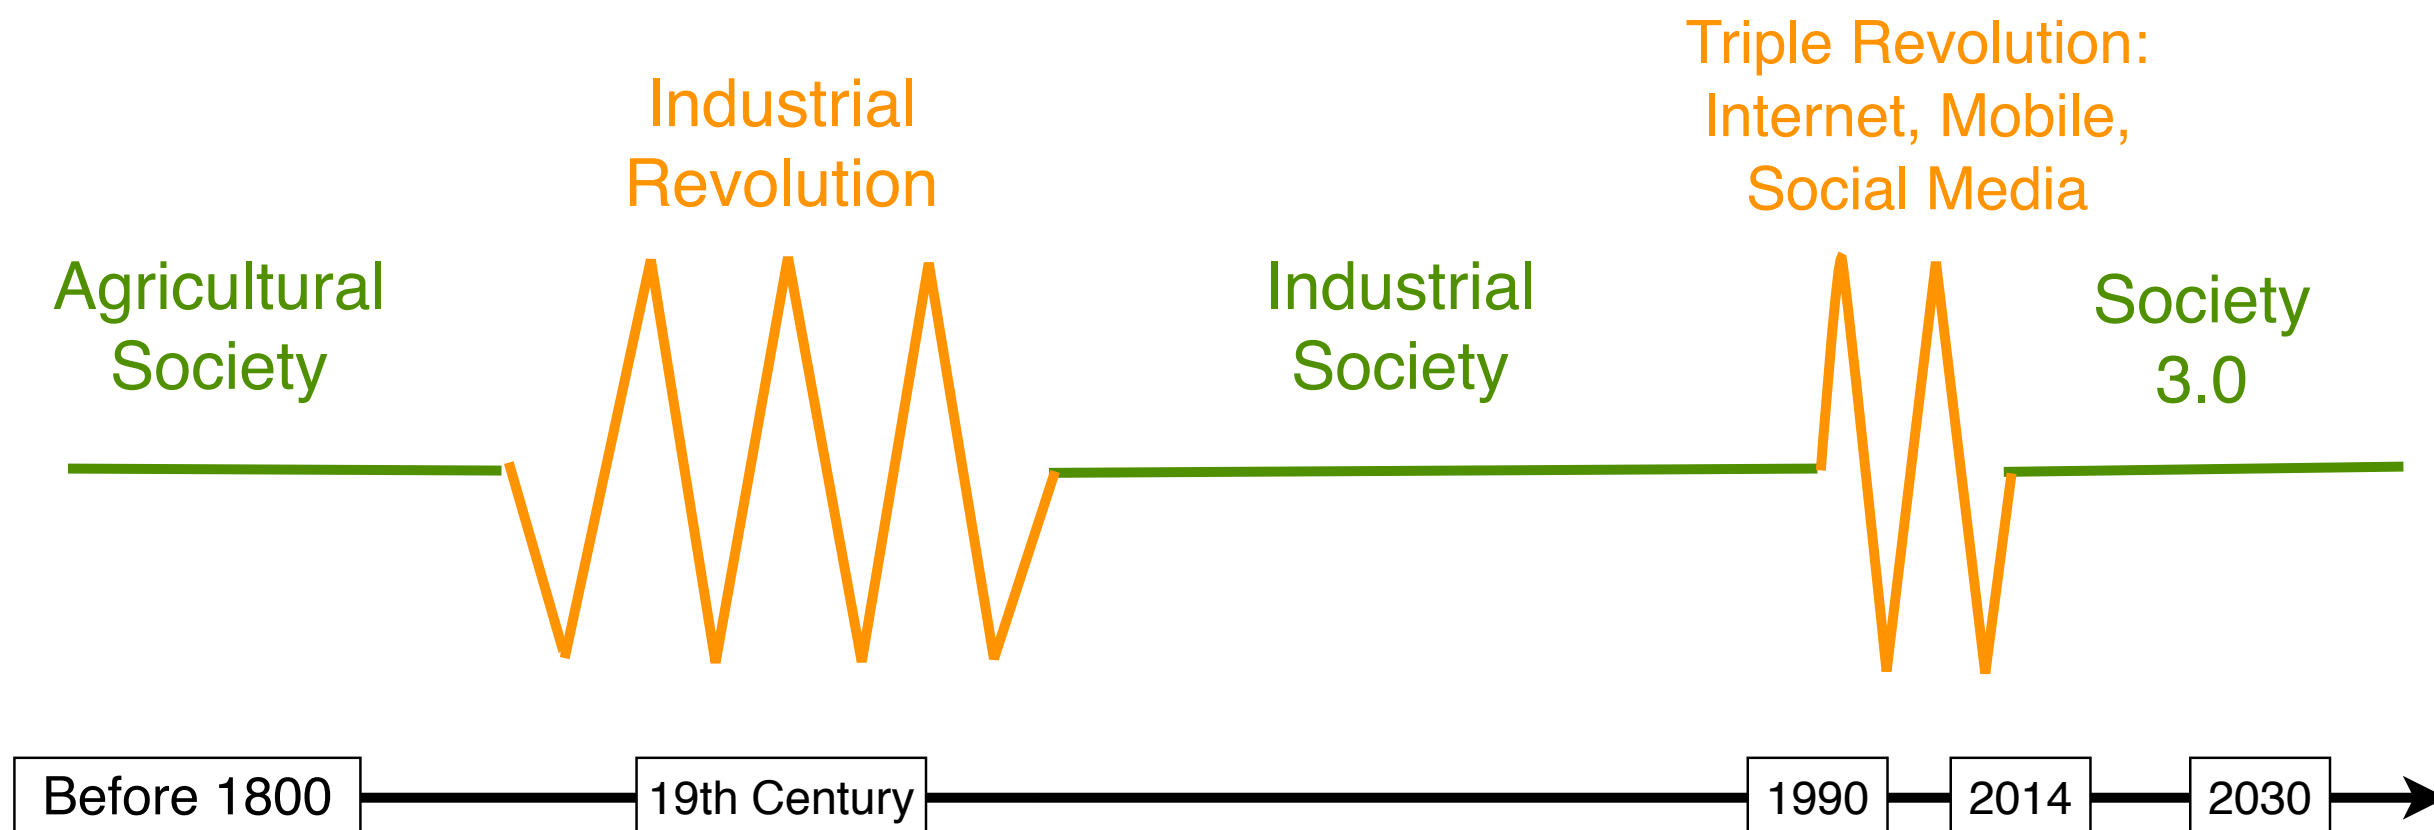 Triple Revolution:
Internet, Mobile,
Social Media
Industrial
Revolution
Agricultural
Society
Industrial
Society
Society
3.0
Before 1800
19th Century
1990
2014
2030